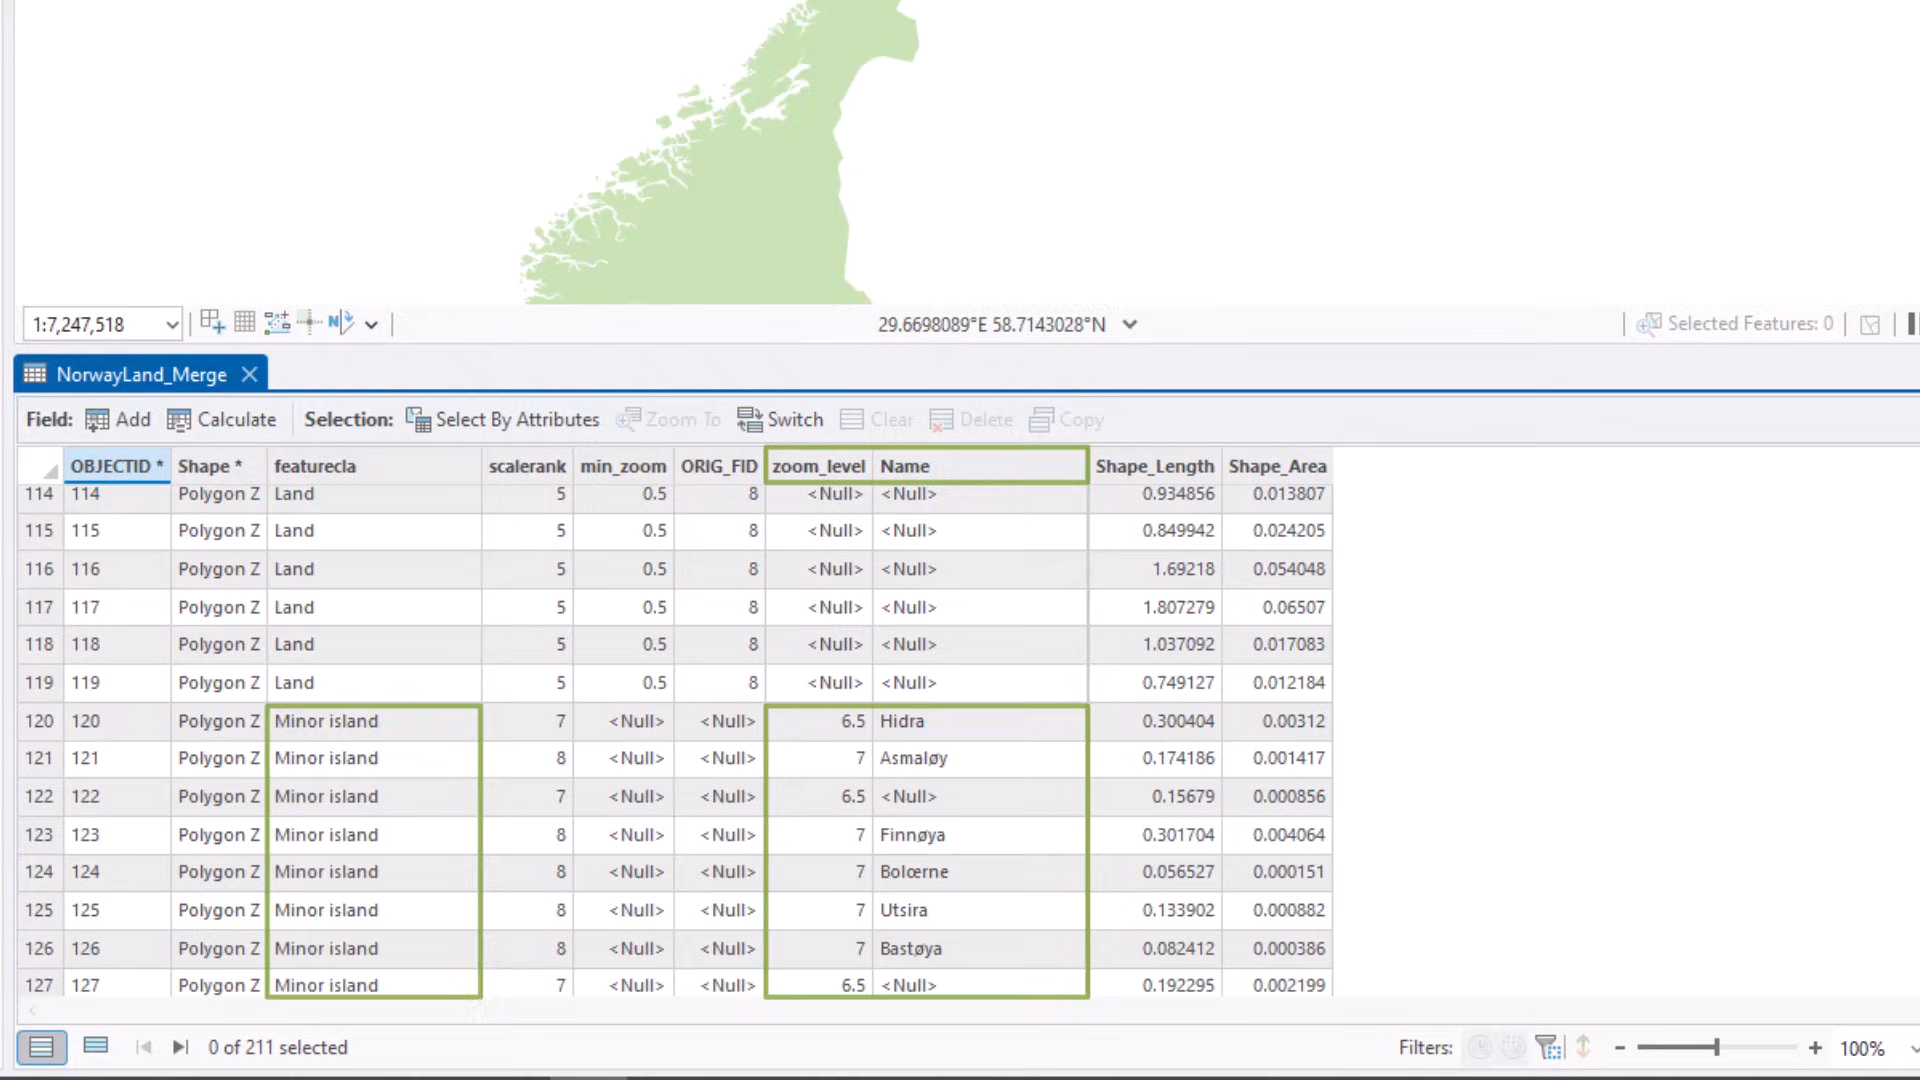 1:7,247,518
29.6698089°E 58.7143028°N
Selected Features: 0
NorwayLand_Merge
Field: Add Calculate Selection: Select By Attributes Zoom To Switch Clear Delete Copy
OBJECTID * Shape * featurecla scalerank min_zoom ORIG_FID zoom_level Name Shape_Length Shape_Area
114 114 Polygon Z Land 5 0.5 8 <Null> <Null> 0.934856 0.013807
115 115 Polygon Z Land 5 0.5 8 <Null> <Null> 0.849942 0.024205
116 116 Polygon Z Land 5 0.5 8 <Null> <Null> 1.69218 0.054048
117 117 Polygon Z Land 5 0.5 8 <Null> <Null> 1.807279 0.06507
118 118 Polygon Z Land 5 0.5 8 <Null> <Null> 1.037092 0.017083
119 119 Polygon Z Land 5 0.5 8 <Null> <Null> 0.749127 0.012184
120 120 Polygon Z Minor island 7 <Null> <Null> 6.5 Hidra 0.300404 0.00312
121 121 Polygon Z Minor island 8 <Null> <Null> 7 Asmaløy 0.174186 0.001417
122 122 Polygon Z Minor island 7 <Null> <Null> 6.5 <Null> 0.15679 0.000856
123 123 Polygon Z Minor island 8 <Null> <Null> 7 Finnøya 0.301704 0.004064
124 124 Polygon Z Minor island 8 <Null> <Null> 7 Bolœrne 0.056527 0.000151
125 125 Polygon Z Minor island 8 <Null> <Null> 7 Utsira 0.133902 0.000882
126 126 Polygon Z Minor island 8 <Null> <Null> 7 Bastøya 0.082412 0.000386
127 127 Polygon Z Minor island 7 <Null> <Null> 6.5 <Null> 0.192295 0.002199
0 of 211 selected
Filters:
100%